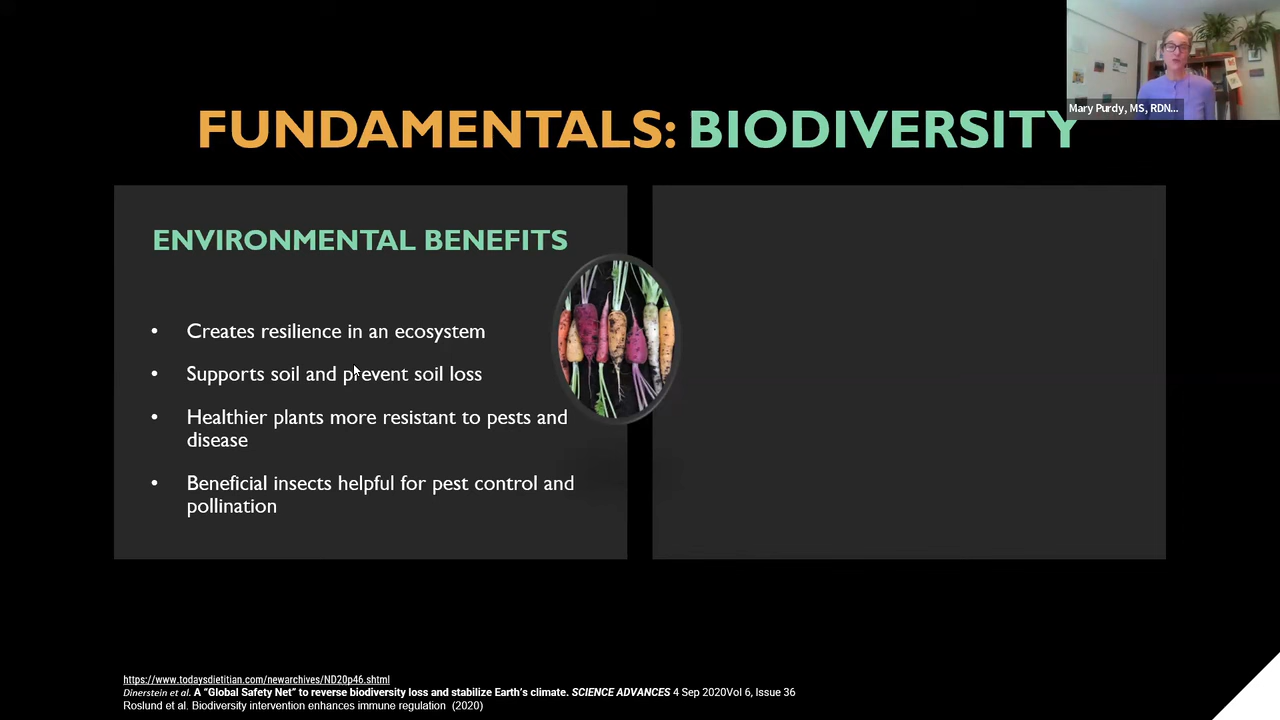 Mary Purdy, MS, RDN...
FUNDAMENTALS: BIODIVERSITY
ENVIRONMENTAL BENEFITS
• Creates resilience in an ecosystem
• Supports soil and prevent soil loss
• Healthier plants more resistant to pests and
disease
• Beneficial insects helpful for pest control and
pollination
https://www.todaysdietitian.com/newarchives/ND20p46.shtml
Dinerstein et al. A “Global Safety Net” to reverse biodiversity loss and stabilize Earth’s climate. SCIENCE ADVANCES 4 Sep 2020Vol 6, Issue 36
Roslund et al. Biodiversity intervention enhances immune regulation (2020)